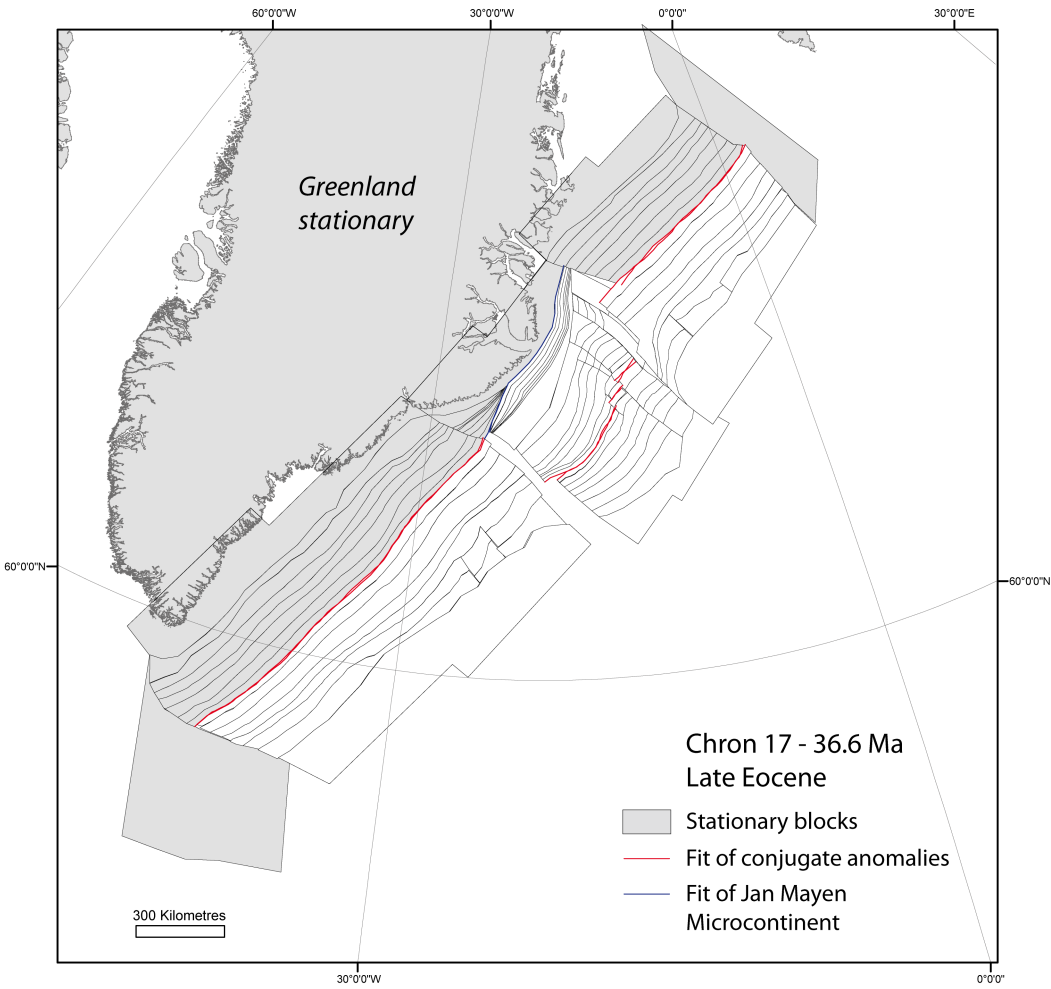 60°0'0"W
30°0'0"W
0°0'0"
30°0'0"E
Greenland
stationary
60°0'0"N
60°0'0"N
Chron 17 - 36.6 Ma
Late Eocene
Stationary blocks
Fit of conjugate anomalies
Fit of Jan Mayen
Microcontinent
300 Kilometres
30°0'0"W
0°0'0"